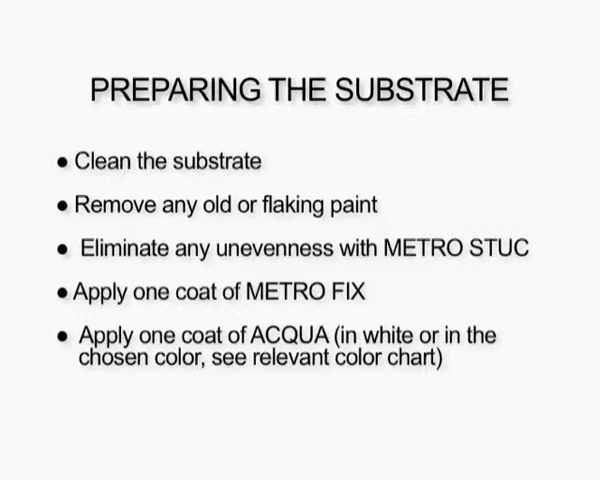 PREPARING THE SUBSTRATE
● Clean the substrate
● Remove any old or flaking paint
● Eliminate any unevenness with METRO STUC
● Apply one coat of METRO FIX
● Apply one coat of ACQUA (in white or in the
chosen color, see relevant color chart)